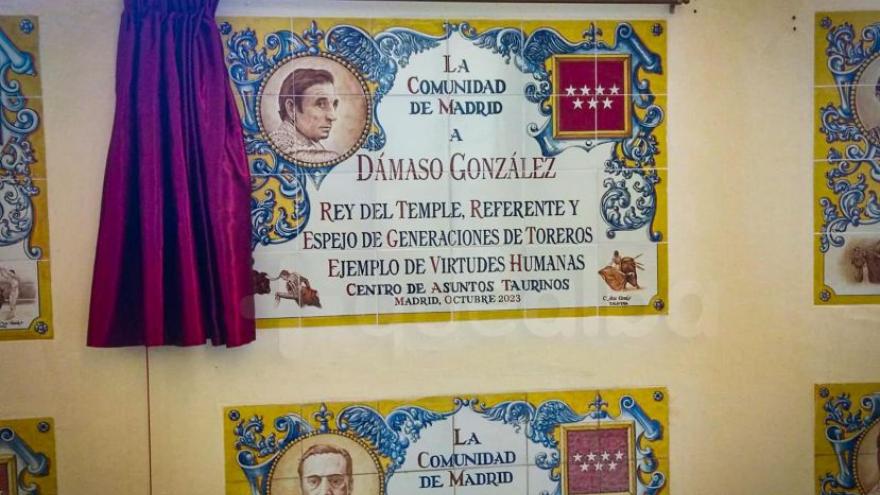 LA
COMUNIDAD
DE MADRID
A
DÁMASO GONZÁLEZ
REY DEL TEMPLE, REFERENTE Y
ESPEJO DE GENERACIONES DE TOREROS
EJEMPLO DE VIRTUDES HUMANAS
CENTRO DE ASUNTOS TAURINOS
MADRID, OCTUBRE 2023
LA
COMUNIDAD
DE MADRID